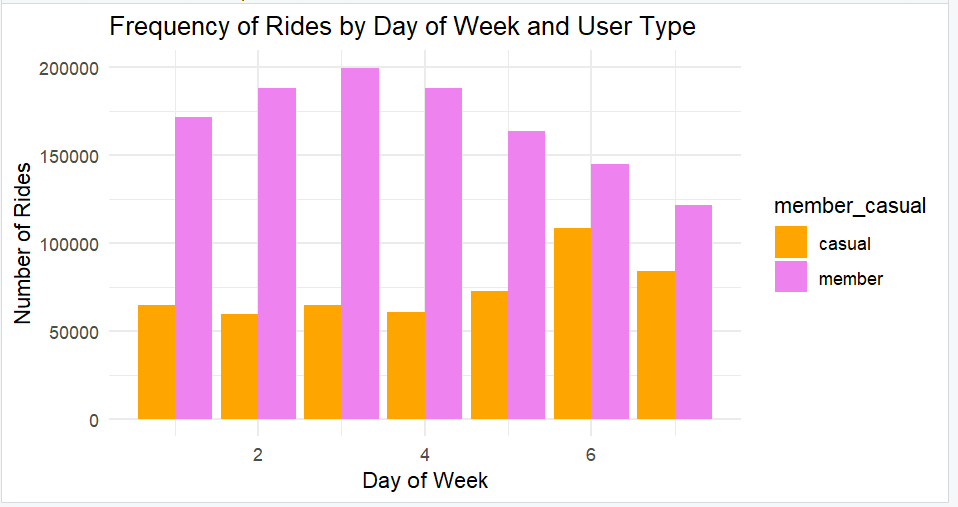 Frequency of Rides by Day of Week and User Type
200000
150000
100000
50000
0
Number of Rides
2 4 6
Day of Week
member_casual
casual
member